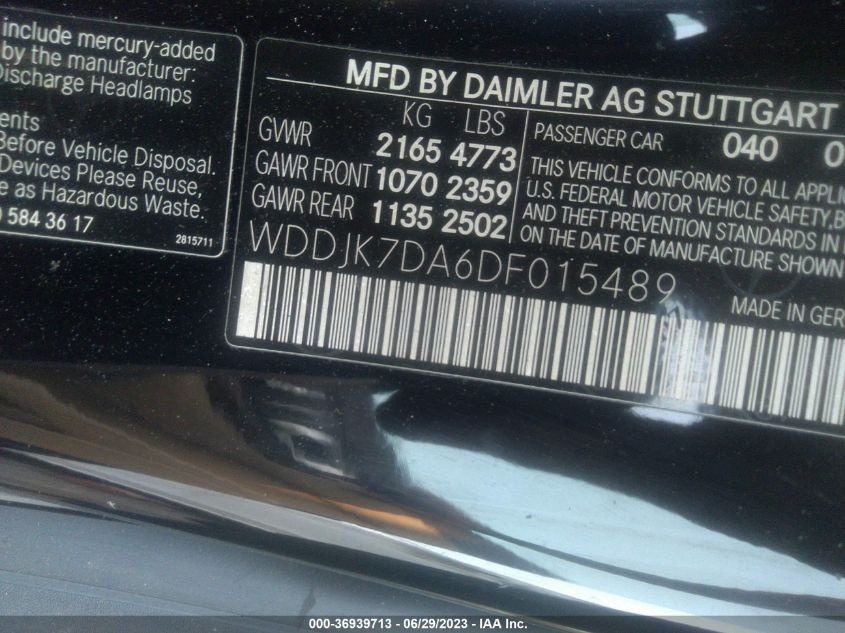 include mercury-added
by the manufacturer:
Discharge Headlamps
Before Vehicle Disposal.
Devices Please Reuse,
e as Hazardous Waste.
584 36 17
2815711
MFD BY DAIMLER AG STUTTGART
KG LBS
GVWR 2165 4773
GAWR FRONT 1070 2359
GAWR REAR 1135 2502
PASSENGER CAR 040 0
THIS VEHICLE CONFORMS TO ALL
U.S. FEDERAL MOTOR VEHICLE SAFETY,
AND THEFT PREVENTION STANDARDS IN
ON THE DATE OF MANUFACTURE SHOWN
WDDJK7DA6DF015489
MADE IN
000-36939713 - 06/29/2023 - IAA Inc.